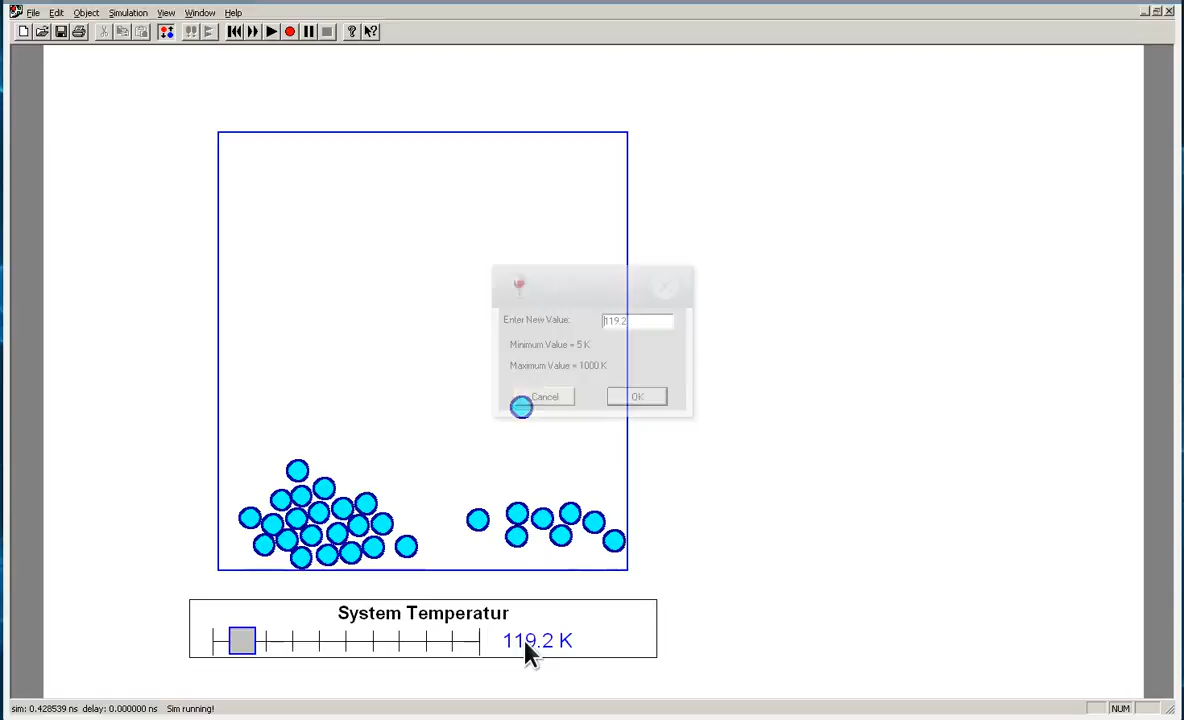 File Edit Object Simulation View Window Help
Enter New Value: 119.2
Minimum Value = 5 K
Maximum Value = 1000 K
Cancel OK
System Temperatur
119.2 K
sim: 0.428539 ns delay: 0.000000 ns Sim running! NUM